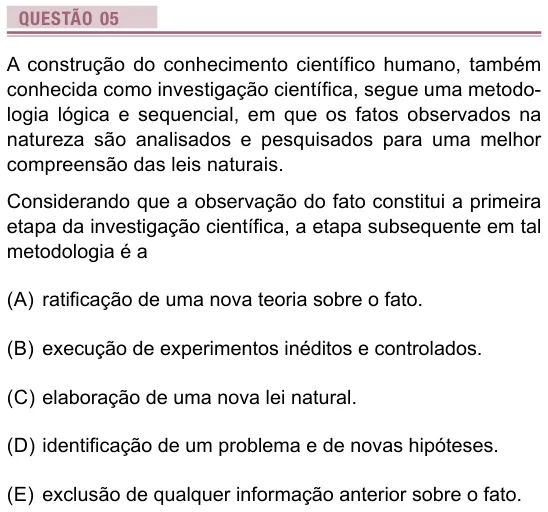 QUESTÃO 05
A construção do conhecimento científico humano, também
conhecida como investigação científica, segue uma metodo-
logia lógica e sequencial, em que os fatos observados na
natureza são analisados e pesquisados para uma melhor
compreensão das leis naturais.
Considerando que a observação do fato constitui a primeira
etapa da investigação científica, a etapa subsequente em tal
metodologia é a
(A) ratificação de uma nova teoria sobre o fato.
(B) execução de experimentos inéditos e controlados.
(C) elaboração de uma nova lei natural.
(D) identificação de um problema e de novas hipóteses.
(E) exclusão de qualquer informação anterior sobre o fato.